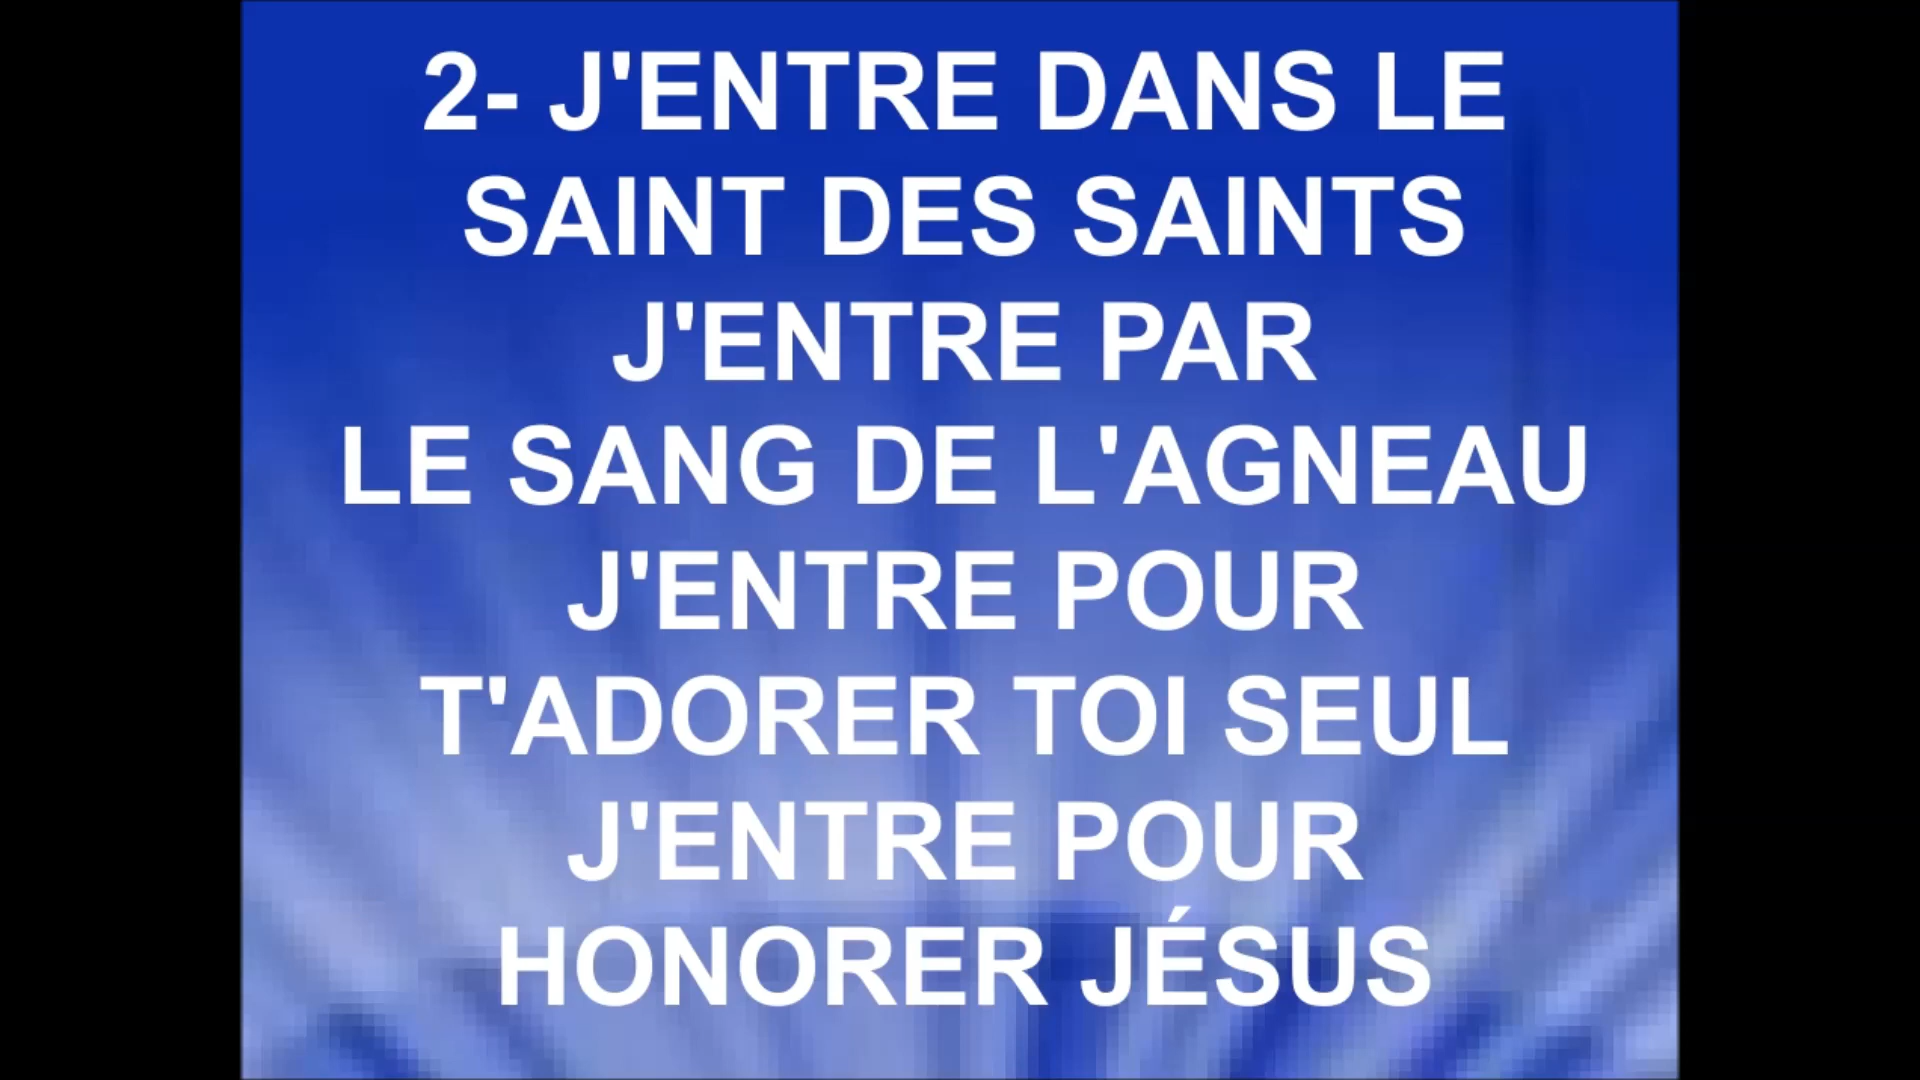 2- J'ENTRE DANS LE
SAINT DES SAINTS
J'ENTRE PAR
LE SANG DE L'AGNEAU
J'ENTRE POUR
T'ADORER TOI SEUL
J'ENTRE POUR
HONORER JÉSUS